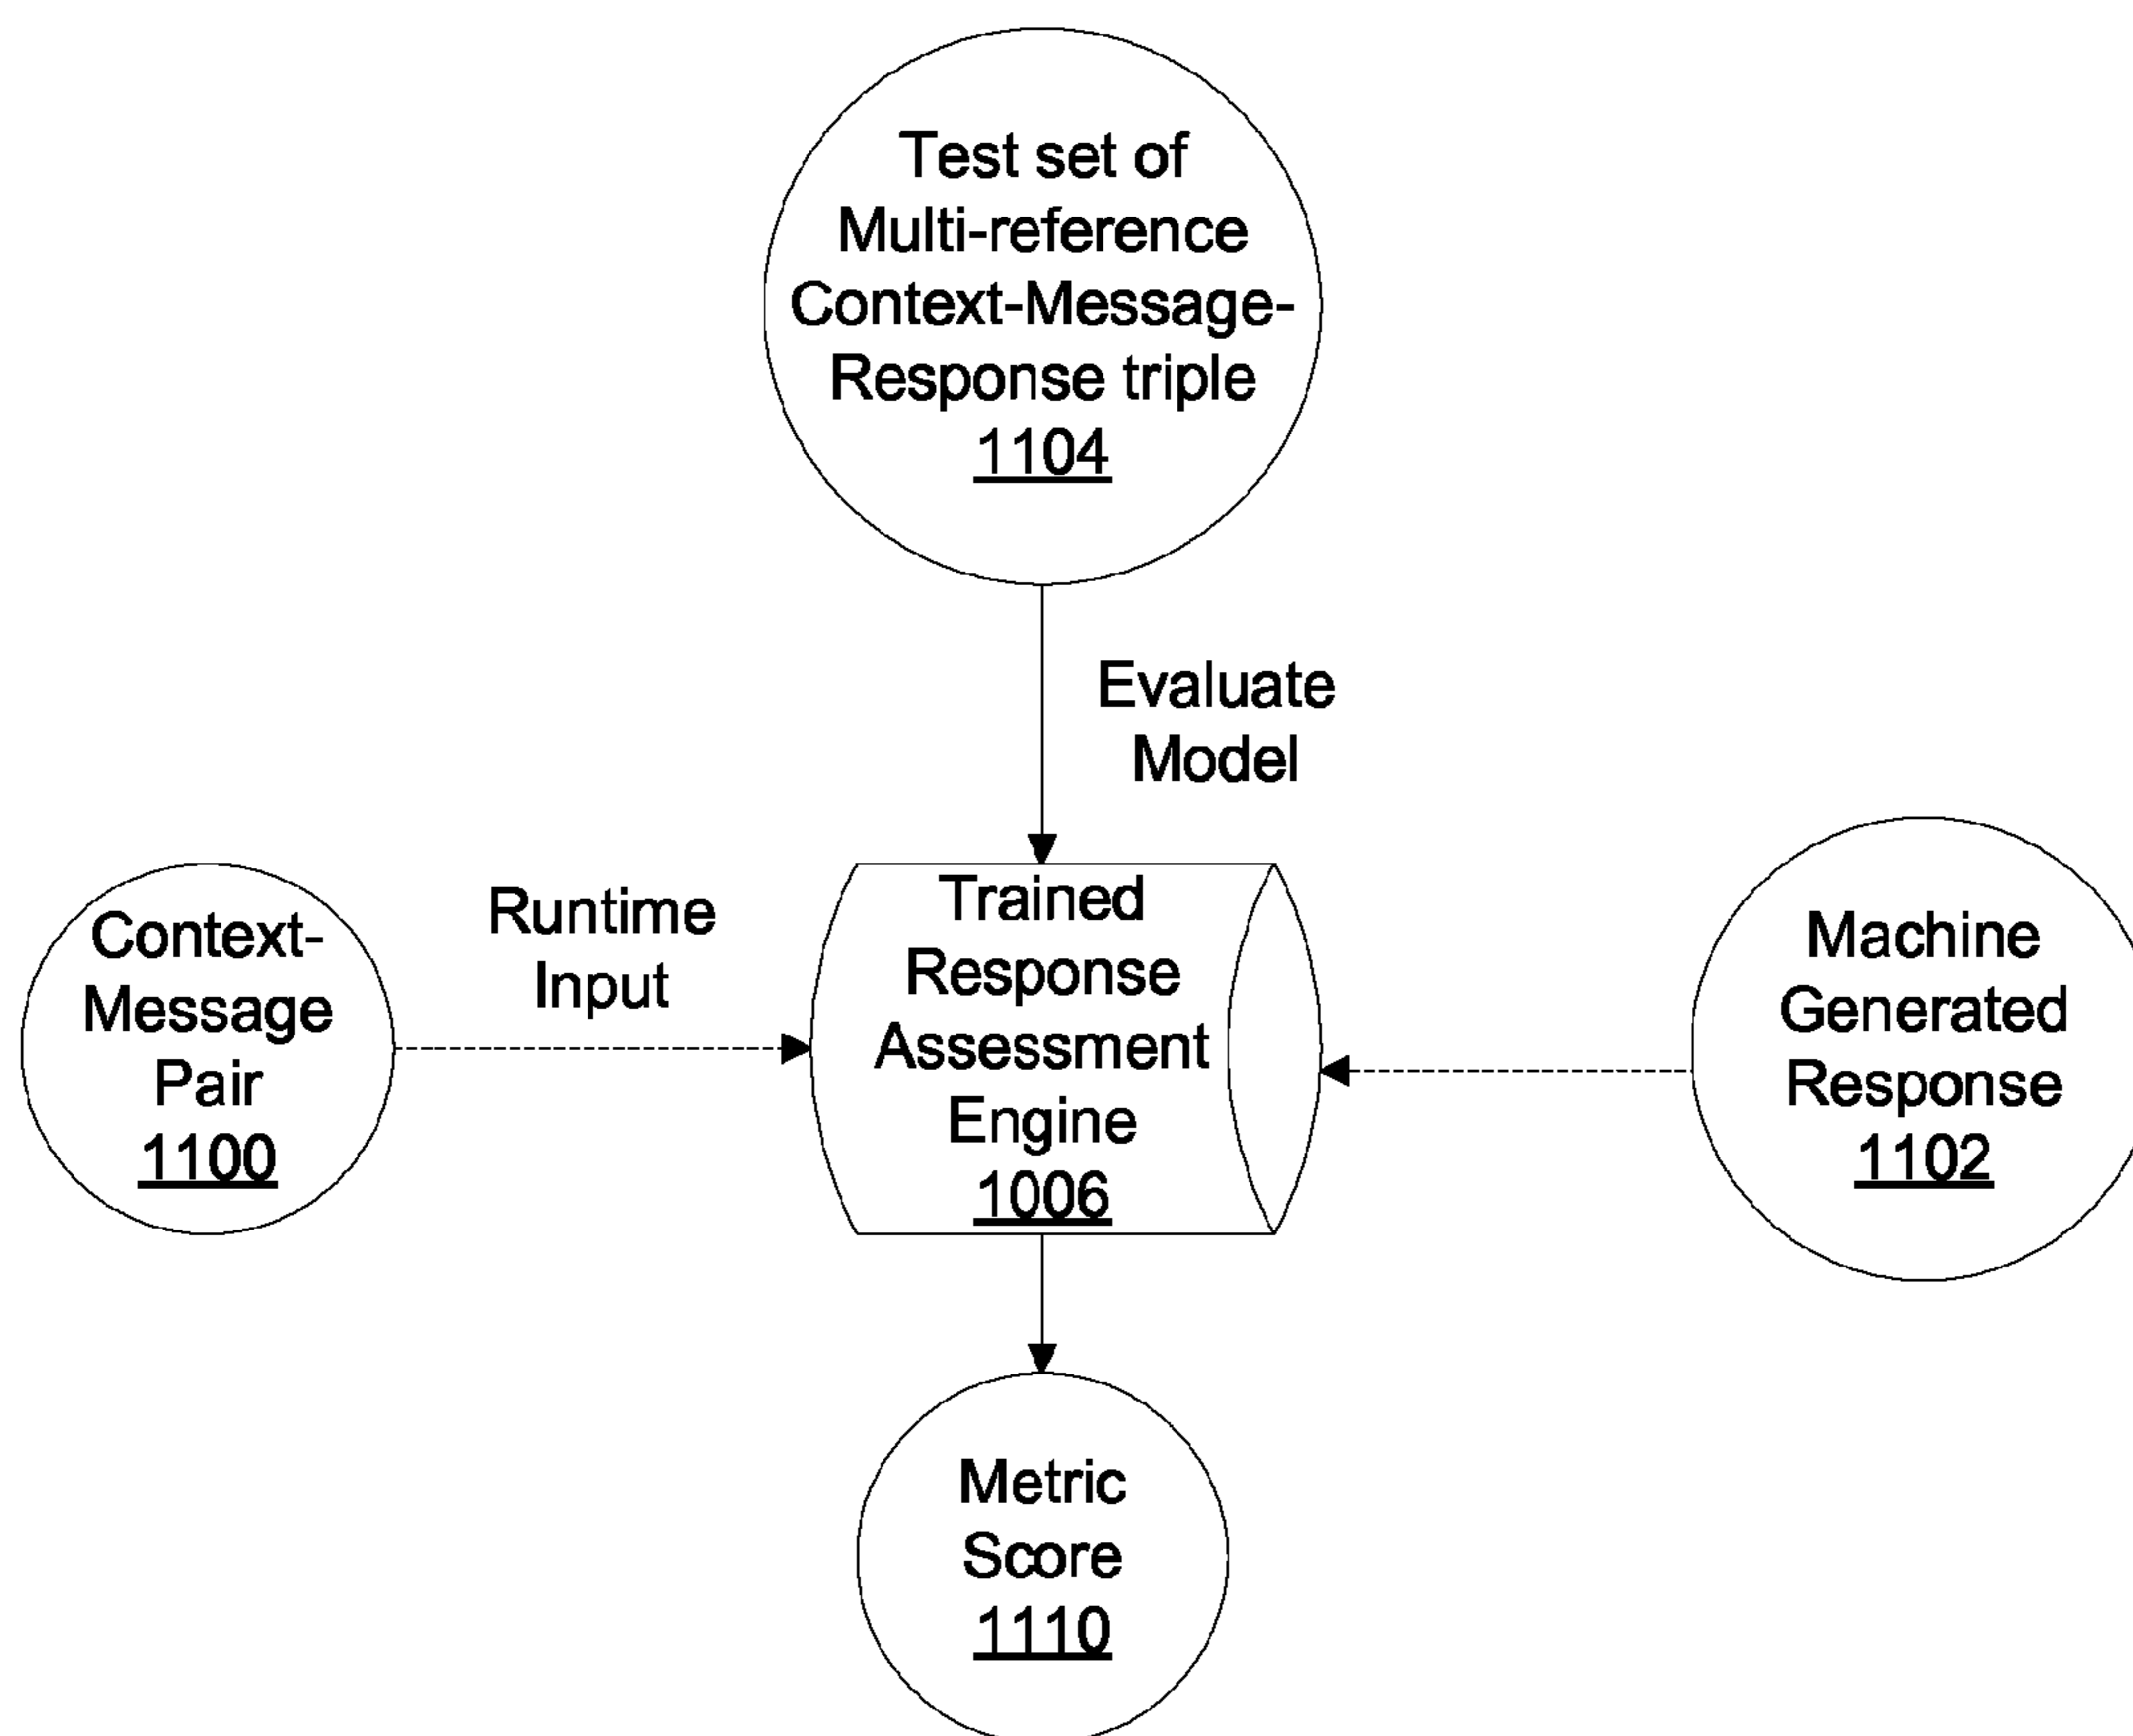 Test set of
Multi-reference
Context-Message-
Response triple
1104
Evaluate
Model
Context-
Message
Pair
1100
Runtime
Input
Trained
Response
Assessment
Engine
1006
Machine
Generated
Response
1102
Metric
Score
1110